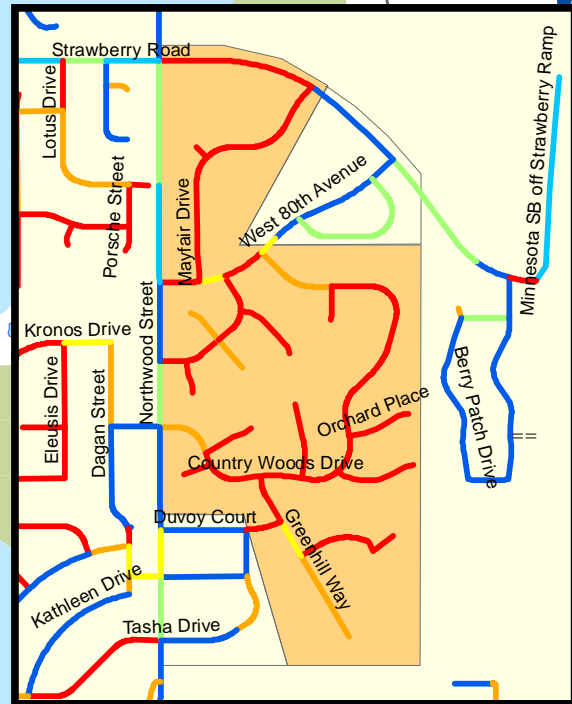 Strawberry Road
Lotus Drive
Porsche Street
Mayfair Drive
West 80th Avenue
Minnesota SB off Strawberry Ramp
Kronos Drive
Northwood Street
Eleusis Drive
Dagan Street
Berry Patch Drive
Orchard Place
Country Woods Drive
Duvoy Court
Greenhill Way
Kathleen Drive
Tasha Drive